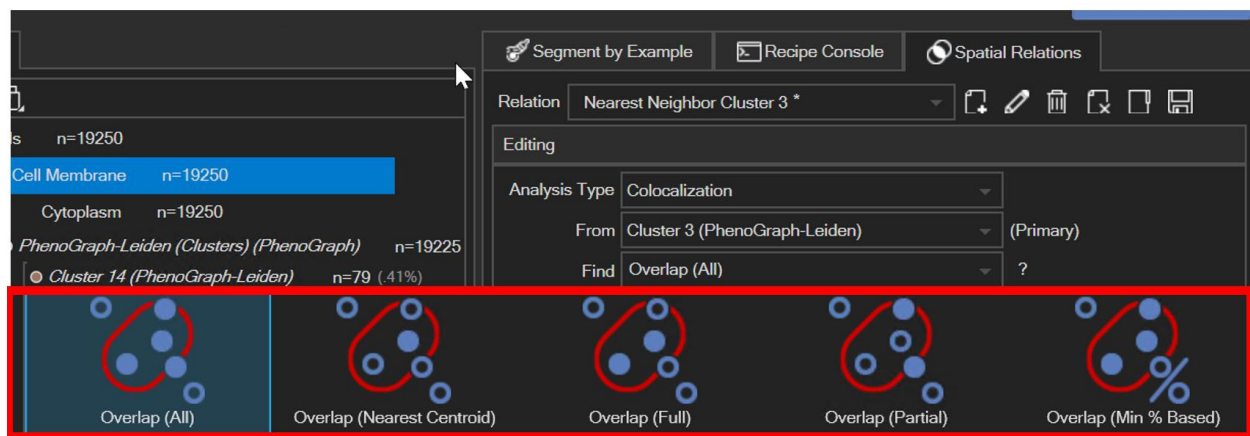 Segment by Example
Recipe Console
Spatial Relations
Relation Nearest Neighbor Cluster 3 *
n=19250
Editing
Cell Membrane n=19250
Analysis Type Colocalization
Cytoplasm n=19250
From Cluster 3 (PhenoGraph-Leiden) (Primary)
PhenoGraph-Leiden (Clusters) (PhenoGraph) n=19225
Find Overlap (All) ?
Cluster 14 (PhenoGraph-Leiden) n=79 (.41%)
Overlap (All)
Overlap (Nearest Centroid)
Overlap (Full)
Overlap (Partial)
Overlap (Min % Based)